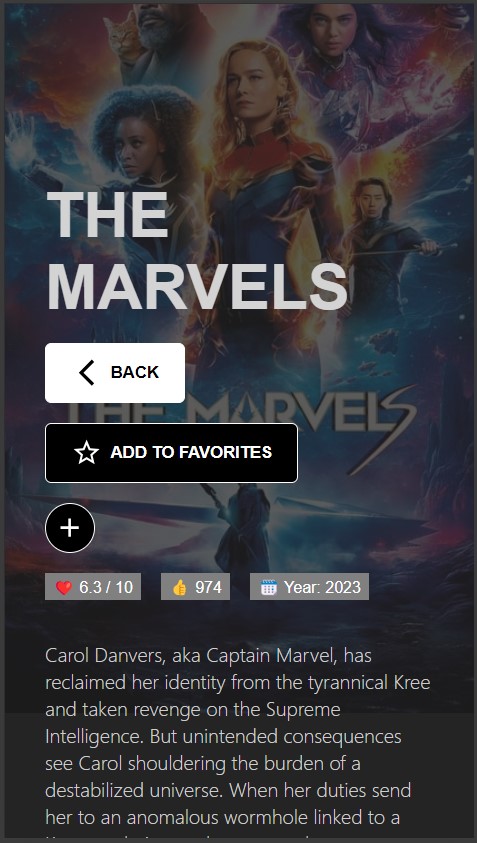 THE
MARVELS
BACK
THE MARVELS
ADD TO FAVORITES
6.3 / 10
974
Year: 2023
Carol Danvers, aka Captain Marvel, has
reclaimed her identity from the tyrannical Kree
and taken revenge on the Supreme
Intelligence. But unintended consequences
see Carol shouldering the burden of a
destabilized universe. When her duties send
her to an anomalous wormhole linked to a